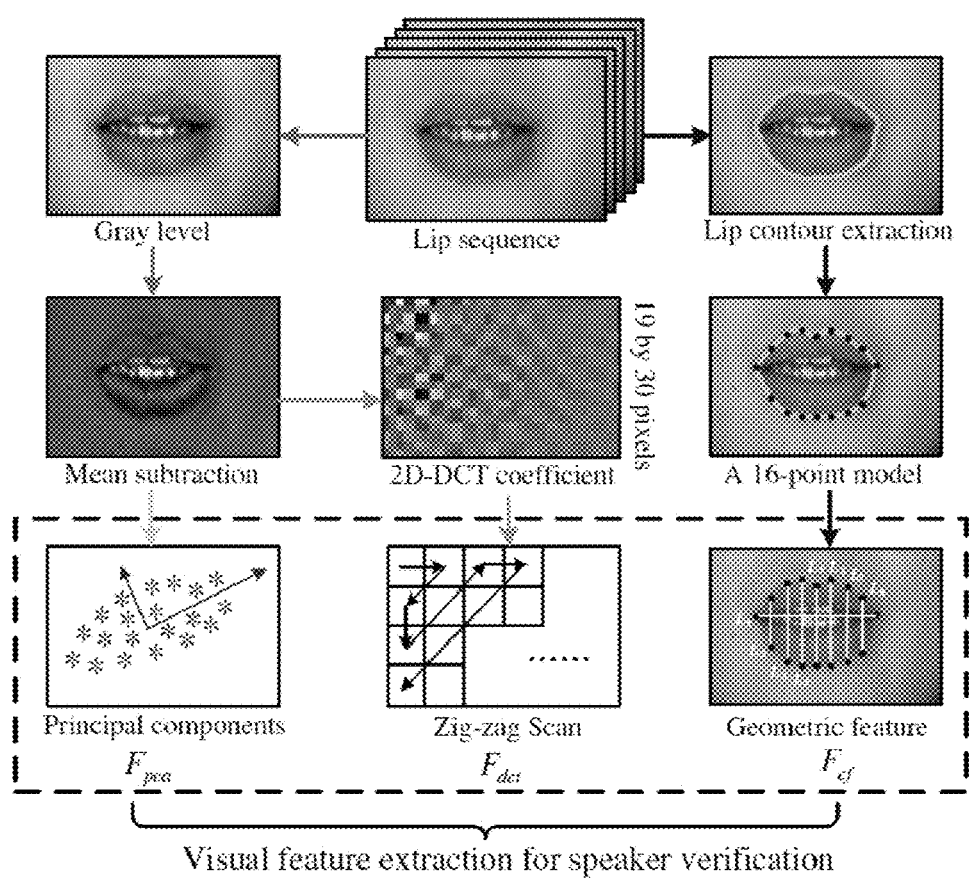 Gray level
Lip sequence
Lip contour extraction
19 by 30 pixels
Mean subtraction
2D-DCT coefficient
A 16-point model
Principal components
Zig-zag Scan
Geometric feature
F_pca
F_dct
F_cf
Visual feature extraction for speaker verification